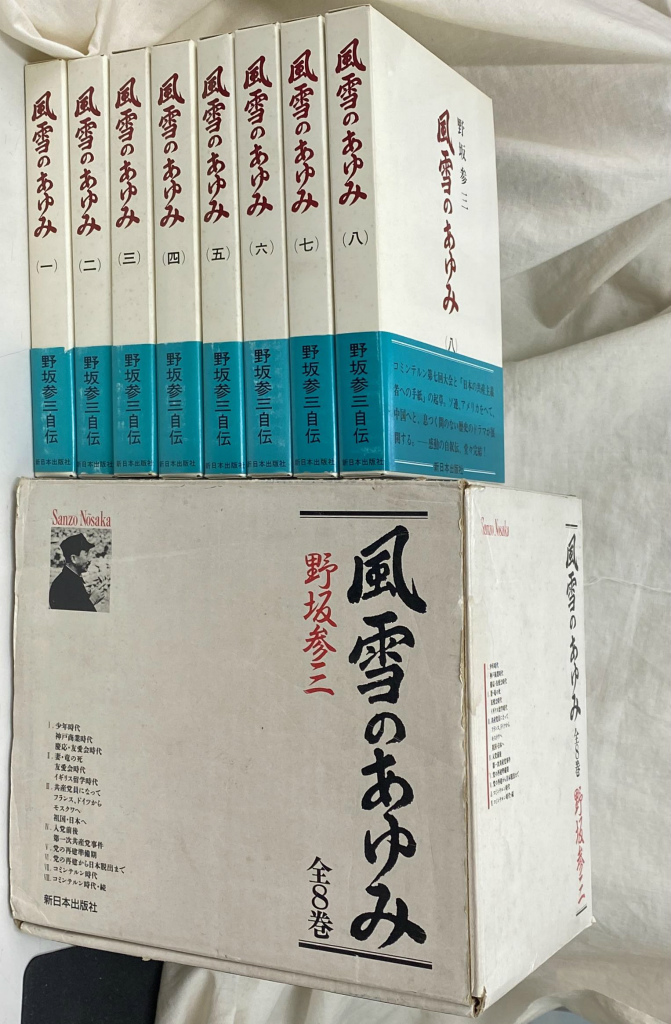 風雪のあゆみ
(一)
野坂参三自伝
新日本出版社
風雪のあゆみ
(二)
野坂参三自伝
新日本出版社
風雪のあゆみ
(三)
野坂参三自伝
新日本出版社
風雪のあゆみ
(四)
野坂参三自伝
新日本出版社
風雪のあゆみ
(五)
野坂参三自伝
新日本出版社
風雪のあゆみ
(六)
野坂参三自伝
新日本出版社
風雪のあゆみ
(七)
野坂参三自伝
新日本出版社
風雪のあゆみ
(八)
野坂参三自伝
新日本出版社
野坂参三
風雪のあゆみ
(八
コミンテルン第七回大会と「日本の共産主義
者への手紙」の起草。ソ連、アメリカをへて、
中国へと、息つく間のない歴史のドラマが展
開する。——感動の自叙伝、堂々完結!
新日本出版社
Sanzo Nōsaka
風雪のあゆみ
野坂参三
全8巻
I. 少年時代
神戸商業時代
慶応・友愛会時代
II. 妻・竜の死
友愛会時代
イギリス留学時代
III. 共産党員になって
フランス、ドイツから
モスクワへ
祖国・日本へ
IV. 入党前後
第一次共産党事件
V. 党の再建準備期
VI. 党の再建から日本脱出まで
VII. コミンテルン時代
VIII. コミンテルン時代・続
新日本出版社
Sanzo Nosaka
風雪のあゆみ
全8巻
野坂参三